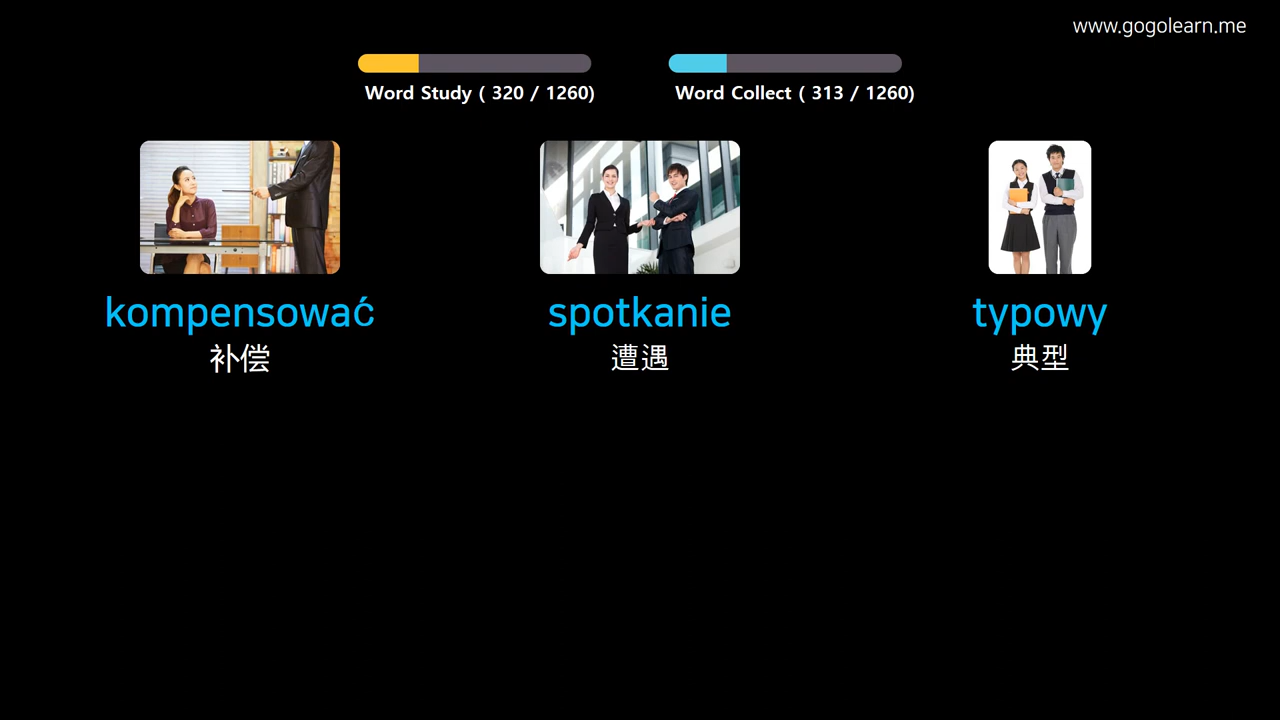 www.gogolearn.me
Word Study ( 320 / 1260)
Word Collect ( 313 / 1260)
kompensować
spotkanie
typowy
补偿
遭遇
典型